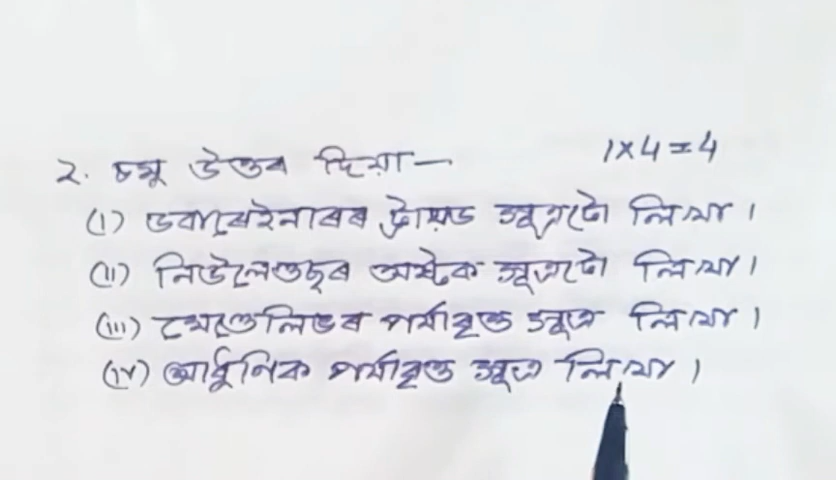 ২. চমু উত্তৰ দিয়া— 1×4=4
(i) ডবাৰেইনাৰৰ ট্ৰায়ড সূত্ৰটো লিখা।
(ii) নিউলেণ্ডছৰ অষ্টক সূত্ৰটো লিখা।
(iii) মেণ্ডেলিভৰ পৰ্যাবৃত্ত সূত্ৰ লিখা।
(iv) আধুনিক পৰ্যাবৃত্ত সূত্ৰ লিখা।